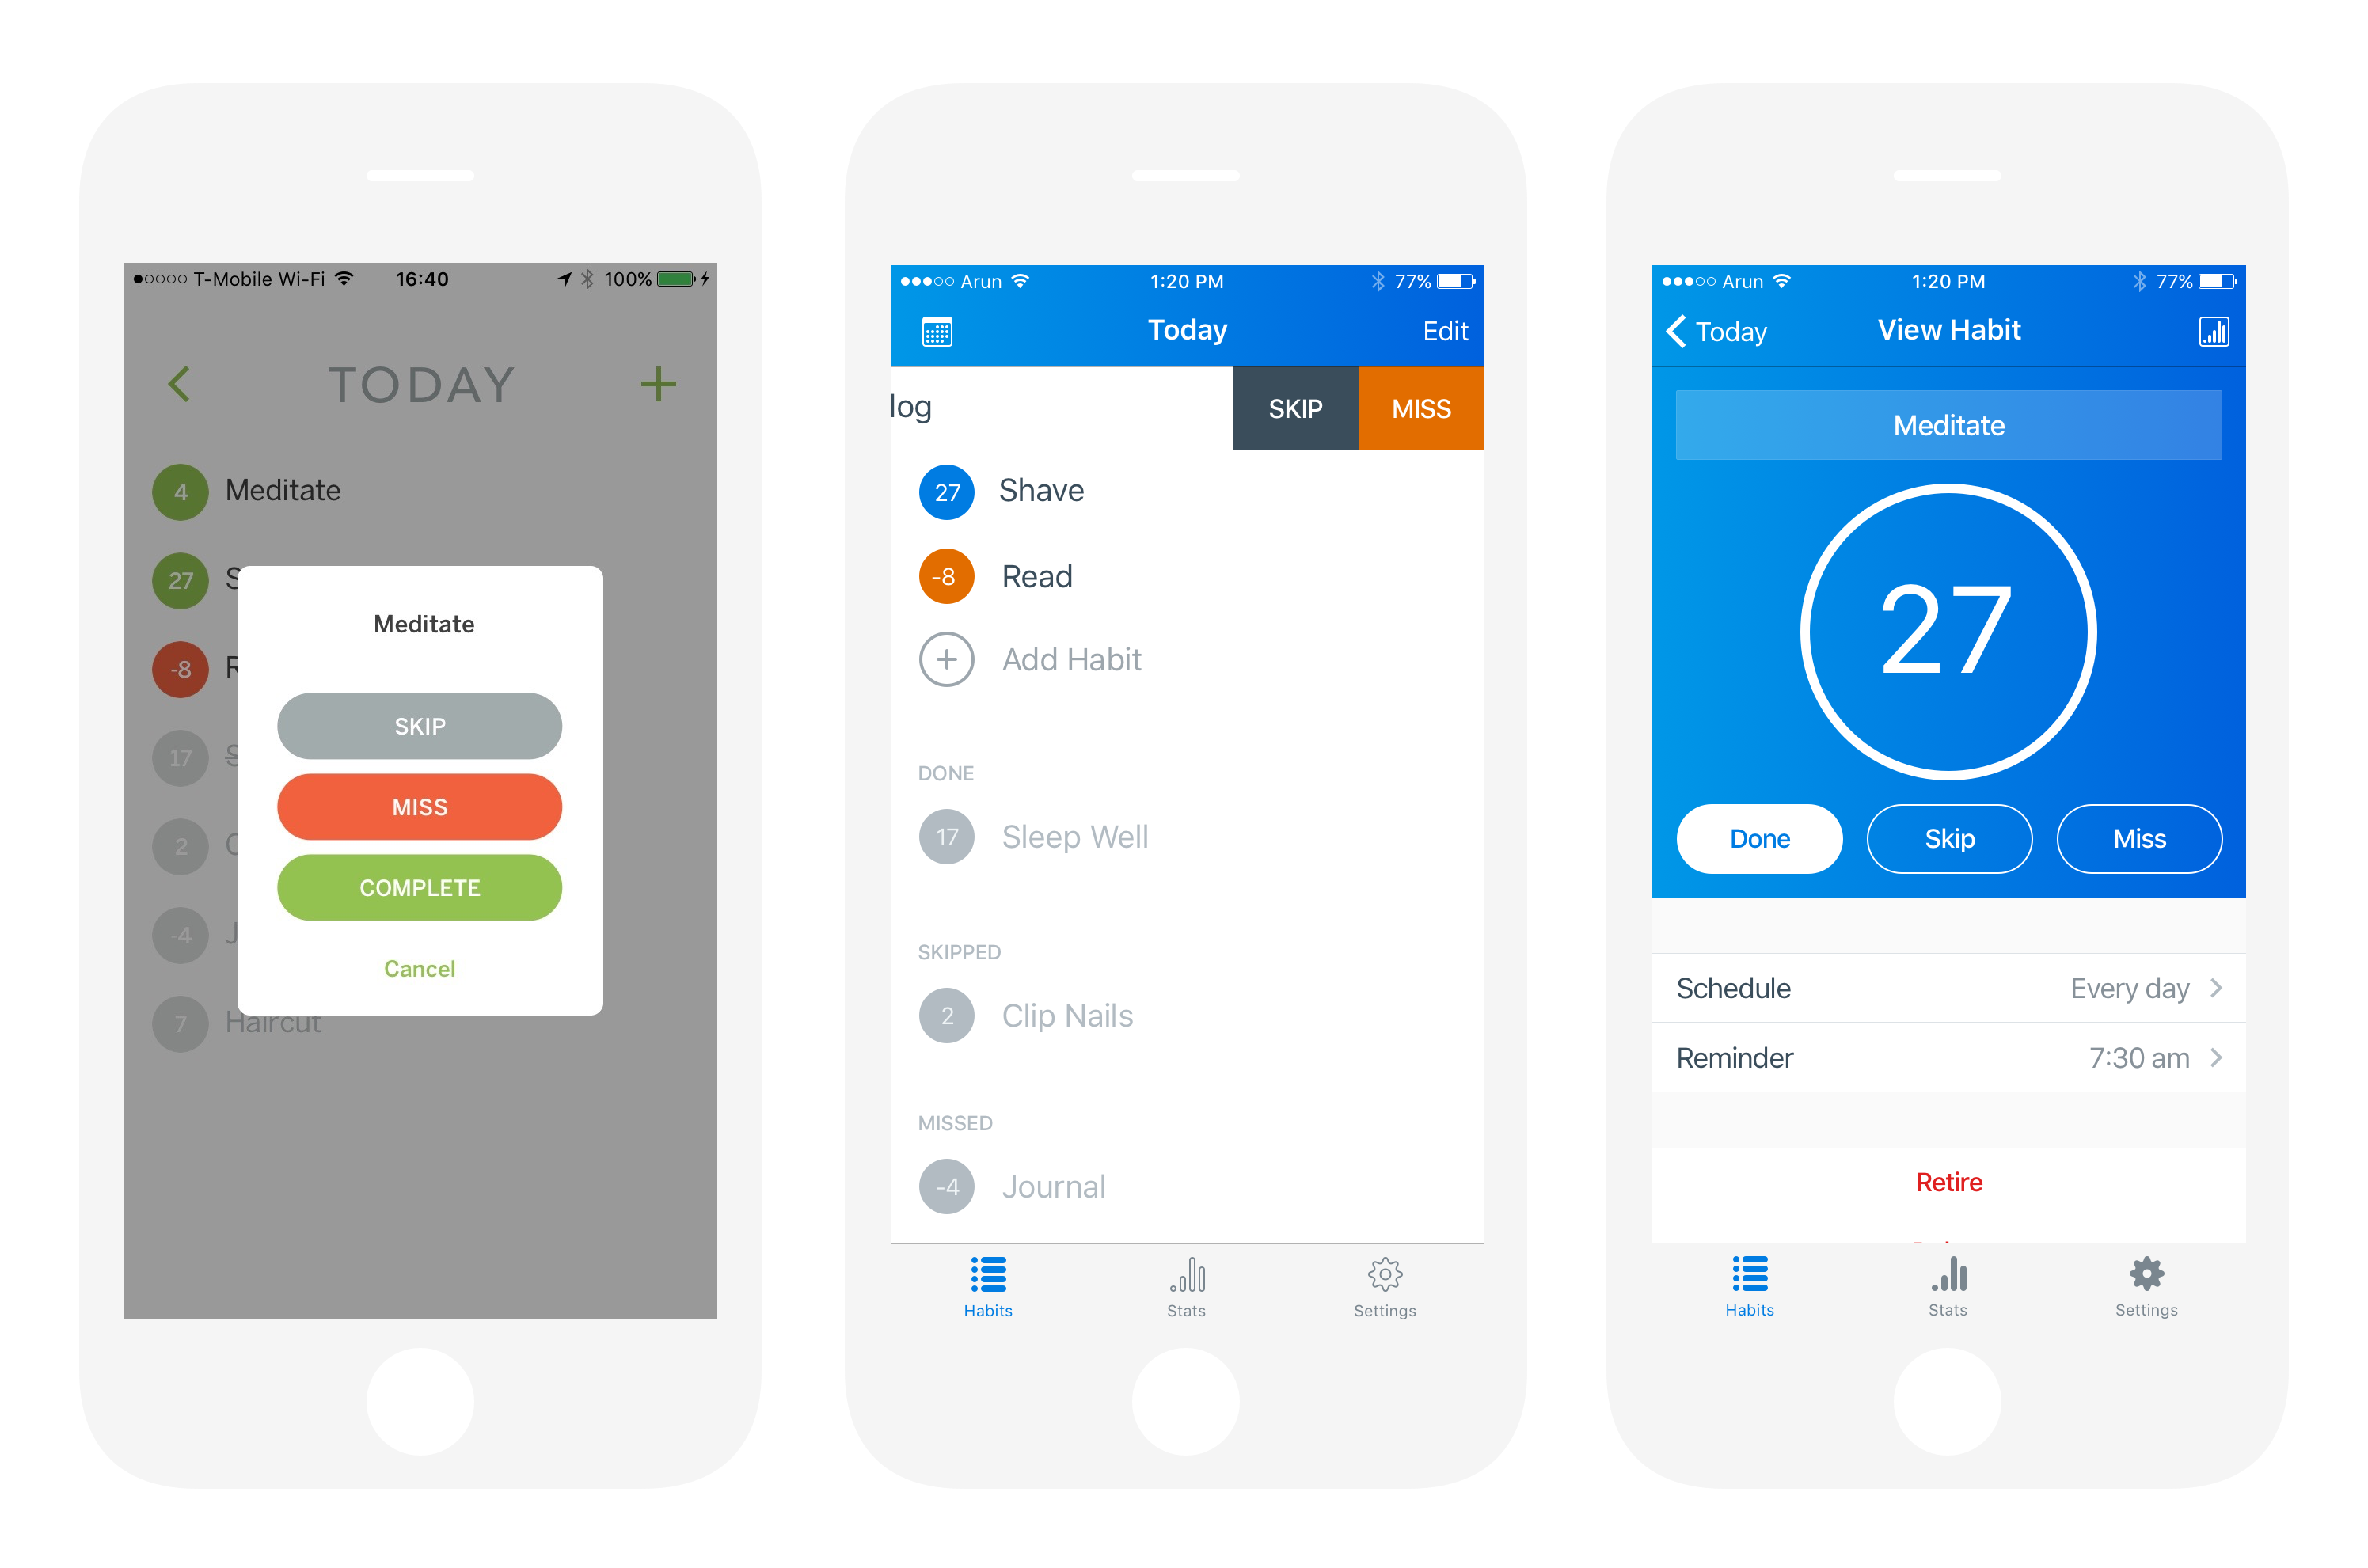 T-Mobile Wi-Fi 16:40 100%
TODAY
4 Meditate
27 S
-8 R
17 S
2 C
-4 J
7 Haircut
Meditate
SKIP
MISS
COMPLETE
Cancel
Arun 1:20 PM 77%
Today Edit
dog SKIP MISS
27 Shave
-8 Read
+ Add Habit
DONE
17 Sleep Well
SKIPPED
2 Clip Nails
MISSED
-4 Journal
Habits Stats Settings
Arun 1:20 PM 77%
Today View Habit
Meditate
27
Done Skip Miss
Schedule Every day
Reminder 7:30 am
Retire
Habits Stats Settings